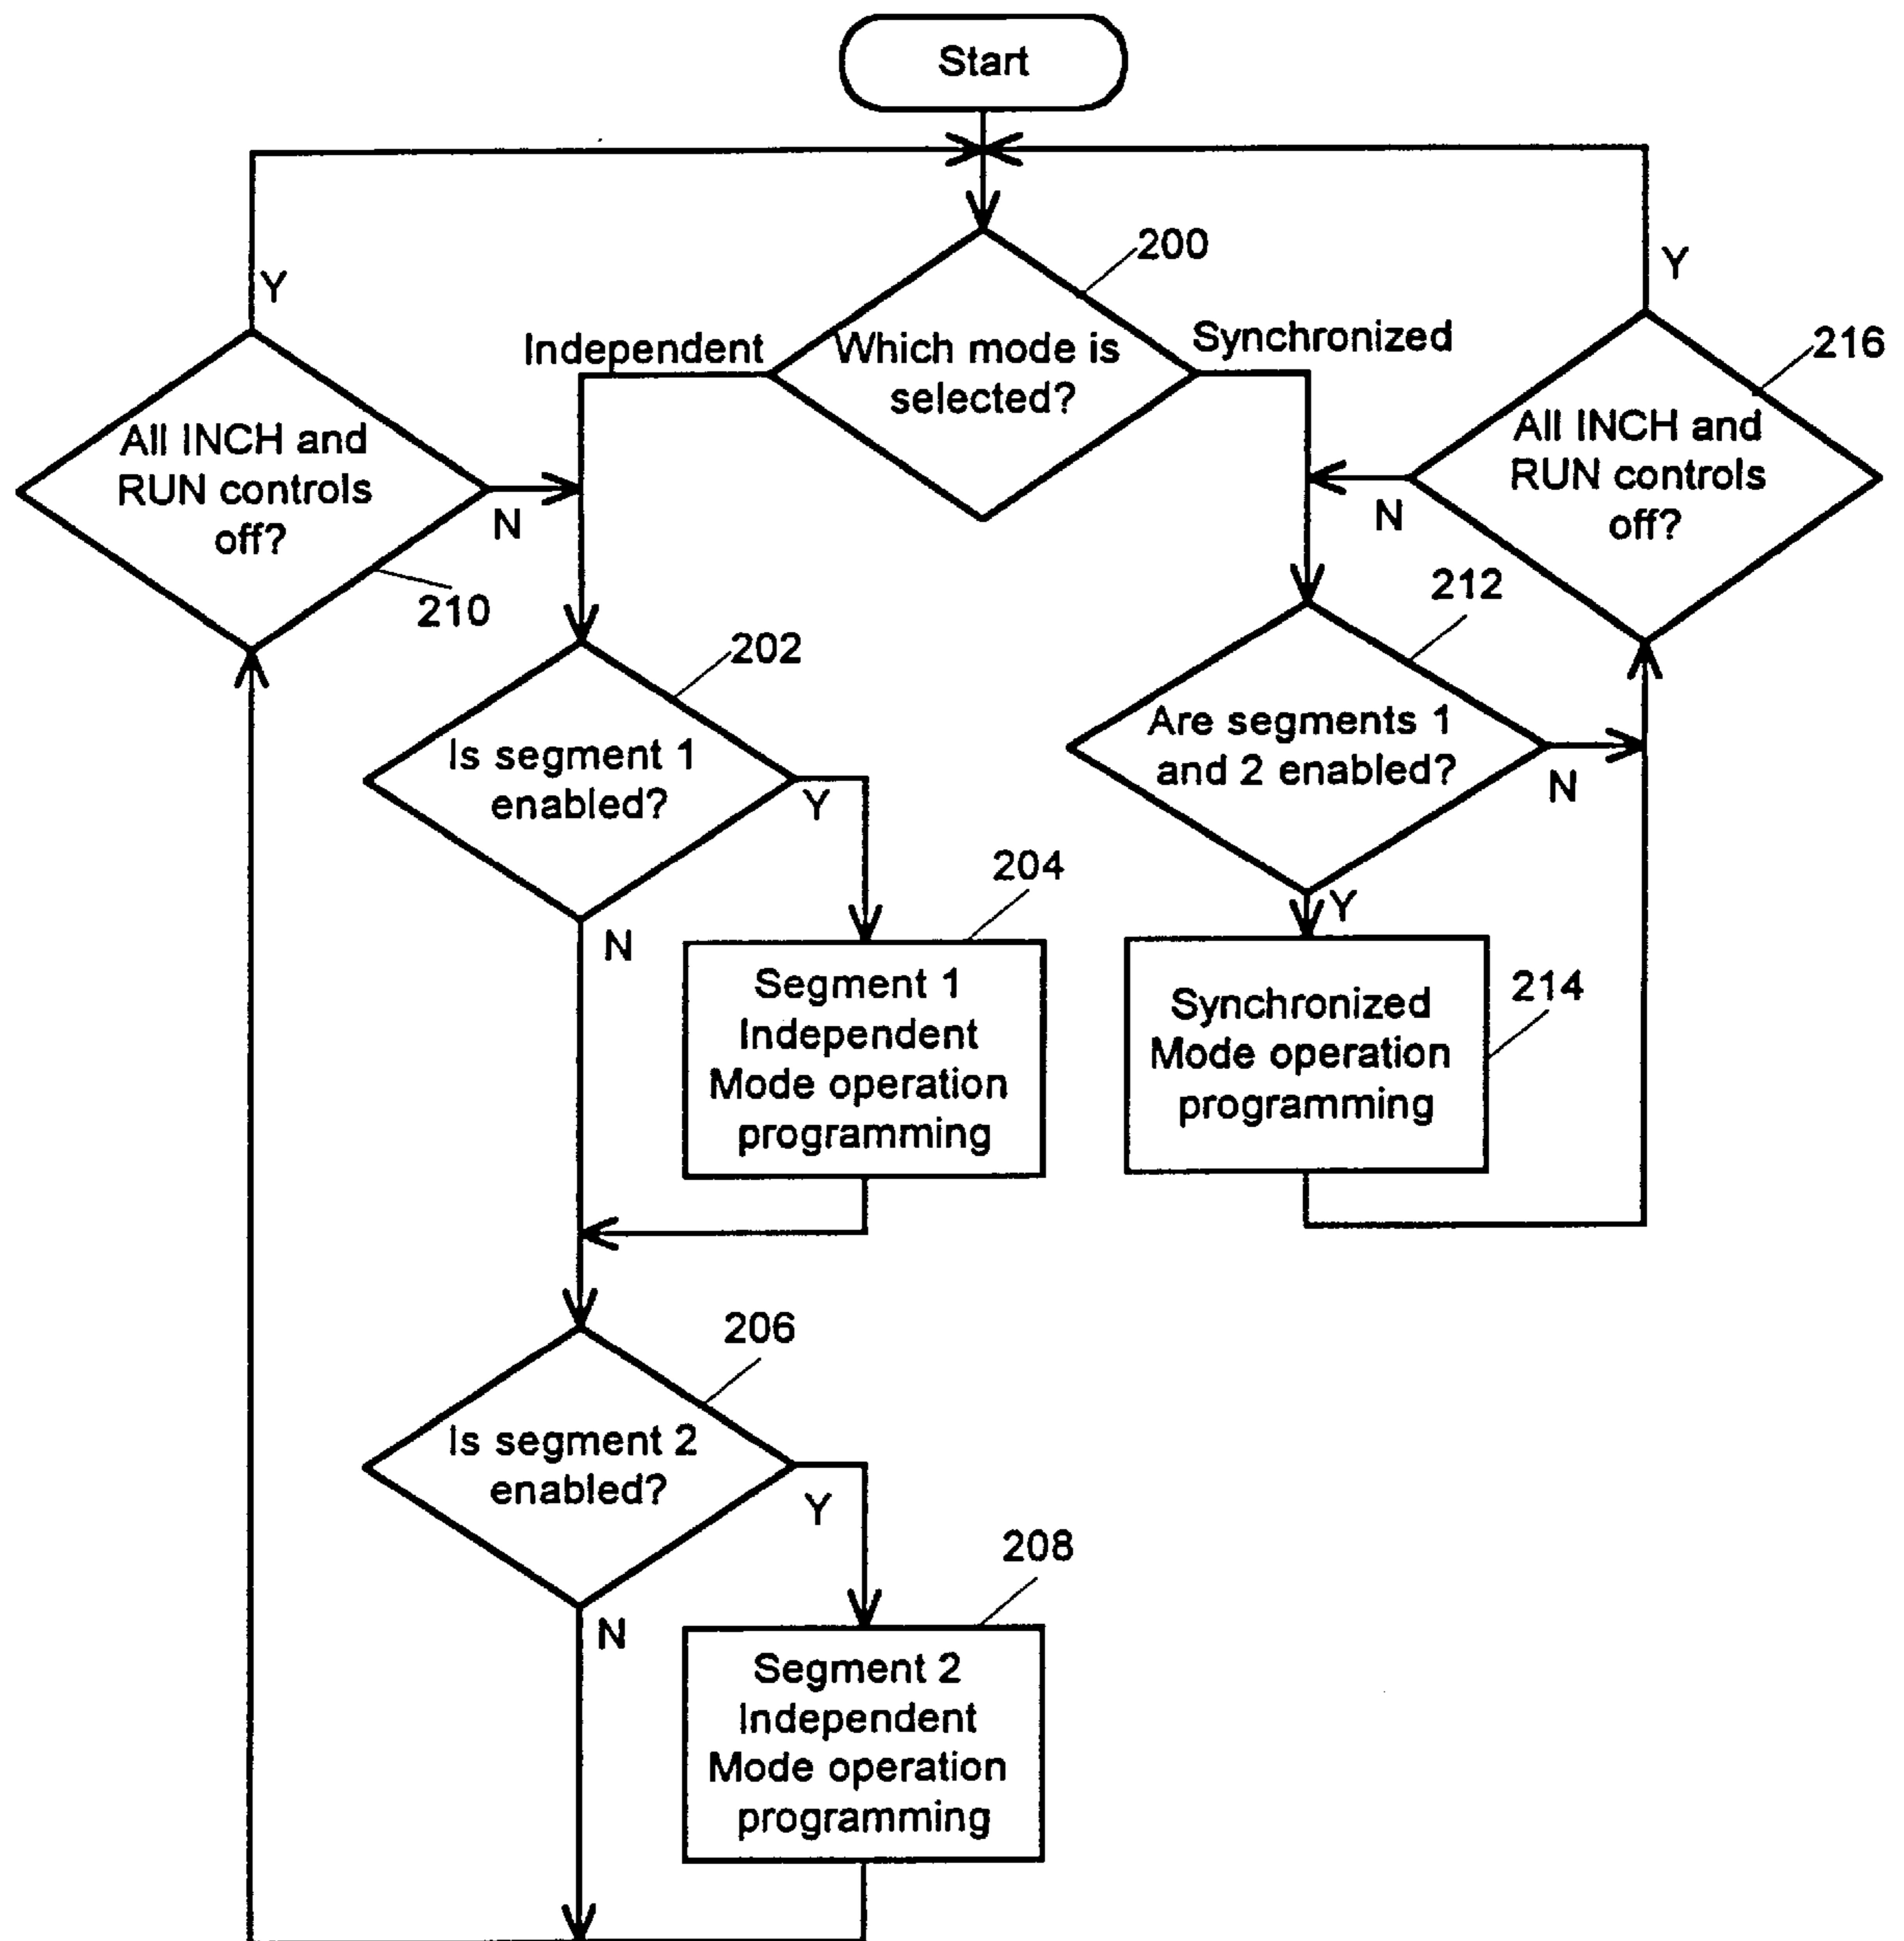 Start
200
Y
Y
Independent
Which mode is
selected?
Synchronized
216
All INCH and
RUN controls
off?
N
210
All INCH and
RUN controls
off?
N
212
202
Is segment 1
enabled?
Y
Are segments 1
and 2 enabled?
N
204
Y
N
Segment 1
Independent
Mode operation
programming
Synchronized
Mode operation
programming
214
206
Is segment 2
enabled?
Y
208
N
Segment 2
Independent
Mode operation
programming